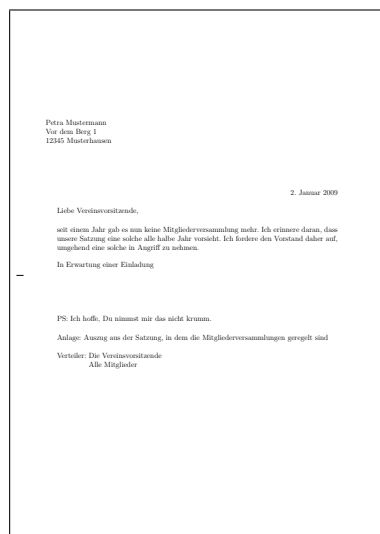 Petra Mustermann
Vor dem Berg 1
12345 Musterhausen
2. Januar 2009
Liebe Vereinsvorsitzende,
seit einem Jahr gab es nun keine Mitgliederversammlung mehr. Ich erinnere daran, dass
unsere Satzung eine solche alle halbe Jahr vorsieht. Ich fordere den Vorstand daher auf,
umgehend eine solche in Angriff zu nehmen.
In Erwartung einer Einladung
PS: Ich hoffe, Du nimmst mir das nicht krumm.
Anlage: Auszug aus der Satzung, in dem die Mitgliederversammlungen geregelt sind
Verteiler: Die Vereinsvorsitzende
Alle Mitglieder